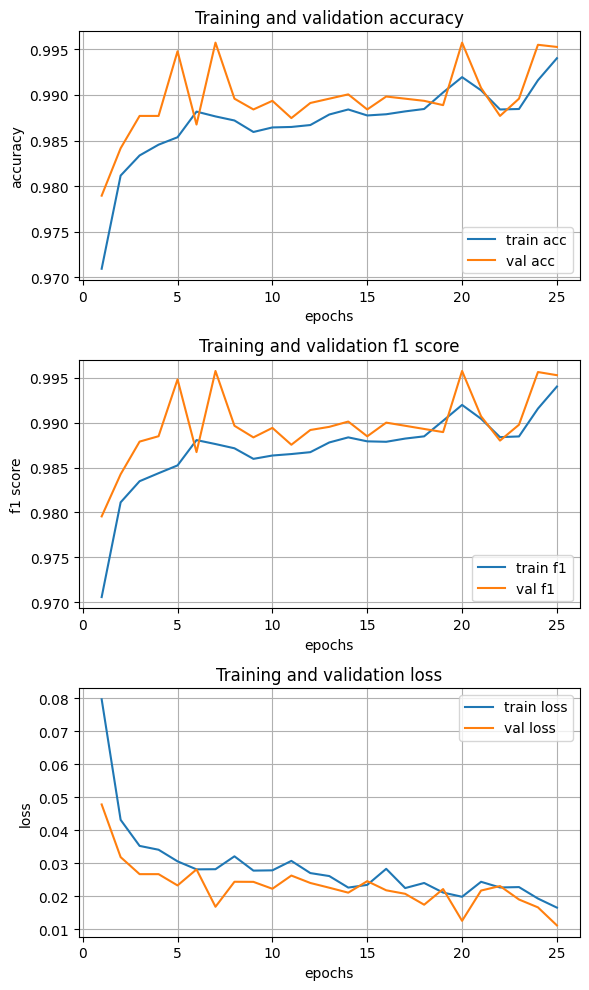 Training and validation accuracy
0.995
0.990
0.985
0.980
0.975
0.970
accuracy
train acc
val acc
0 5 10 15 20 25
epochs
Training and validation f1 score
0.995
0.990
0.985
0.980
0.975
0.970
f1 score
train f1
val f1
0 5 10 15 20 25
epochs
Training and validation loss
0.08
0.07
0.06
0.05
0.04
0.03
0.02
0.01
loss
train loss
val loss
0 5 10 15 20 25
epochs